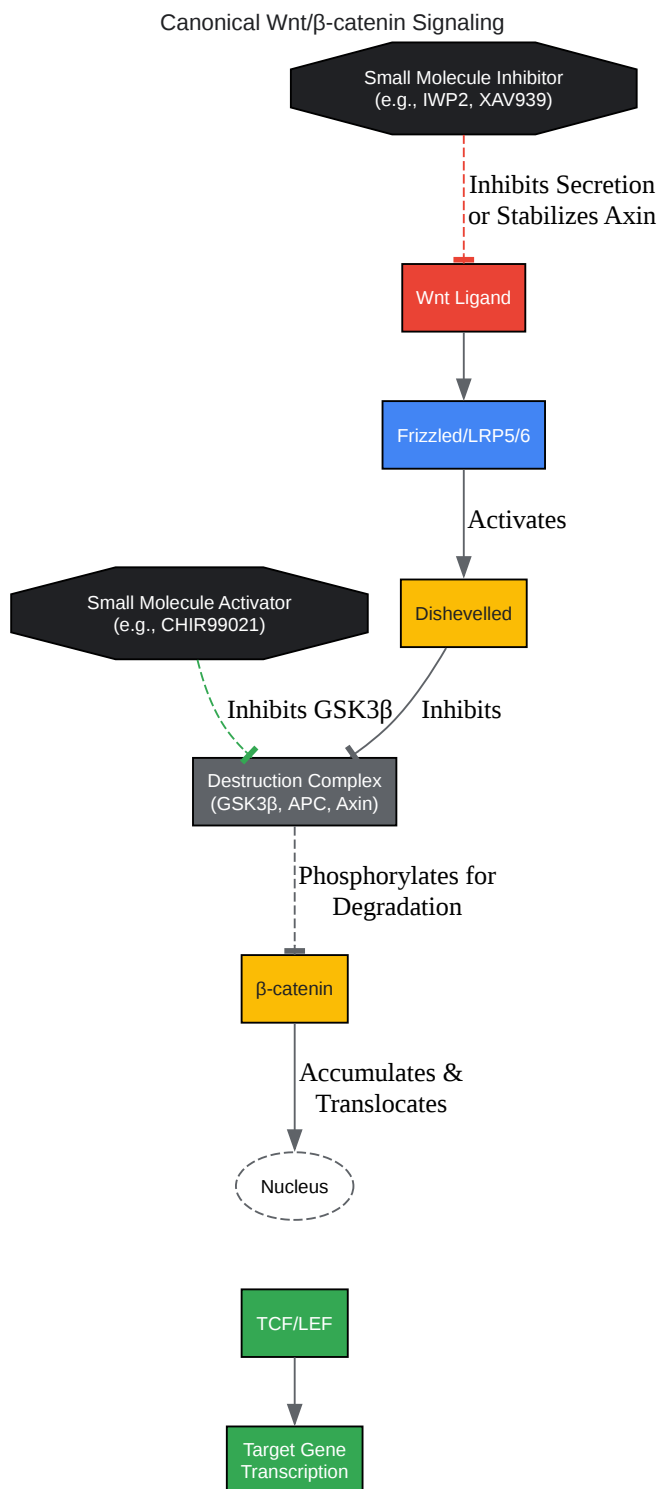 Canonical Wnt/β-catenin Signaling
Small Molecule Inhibitor
(e.g., IWP2, XAV939)
Inhibits Secretion
or Stabilizes Axin
Wnt Ligand
Frizzled/LRP5/6
Activates
Small Molecule Activator
(e.g., CHIR99021)
Dishevelled
Inhibits GSK3β
Inhibits
Destruction Complex
(GSK3β, APC, Axin)
Phosphorylates for
Degradation
β-catenin
Accumulates &
Translocates
Nucleus
TCF/LEF
Target Gene
Transcription